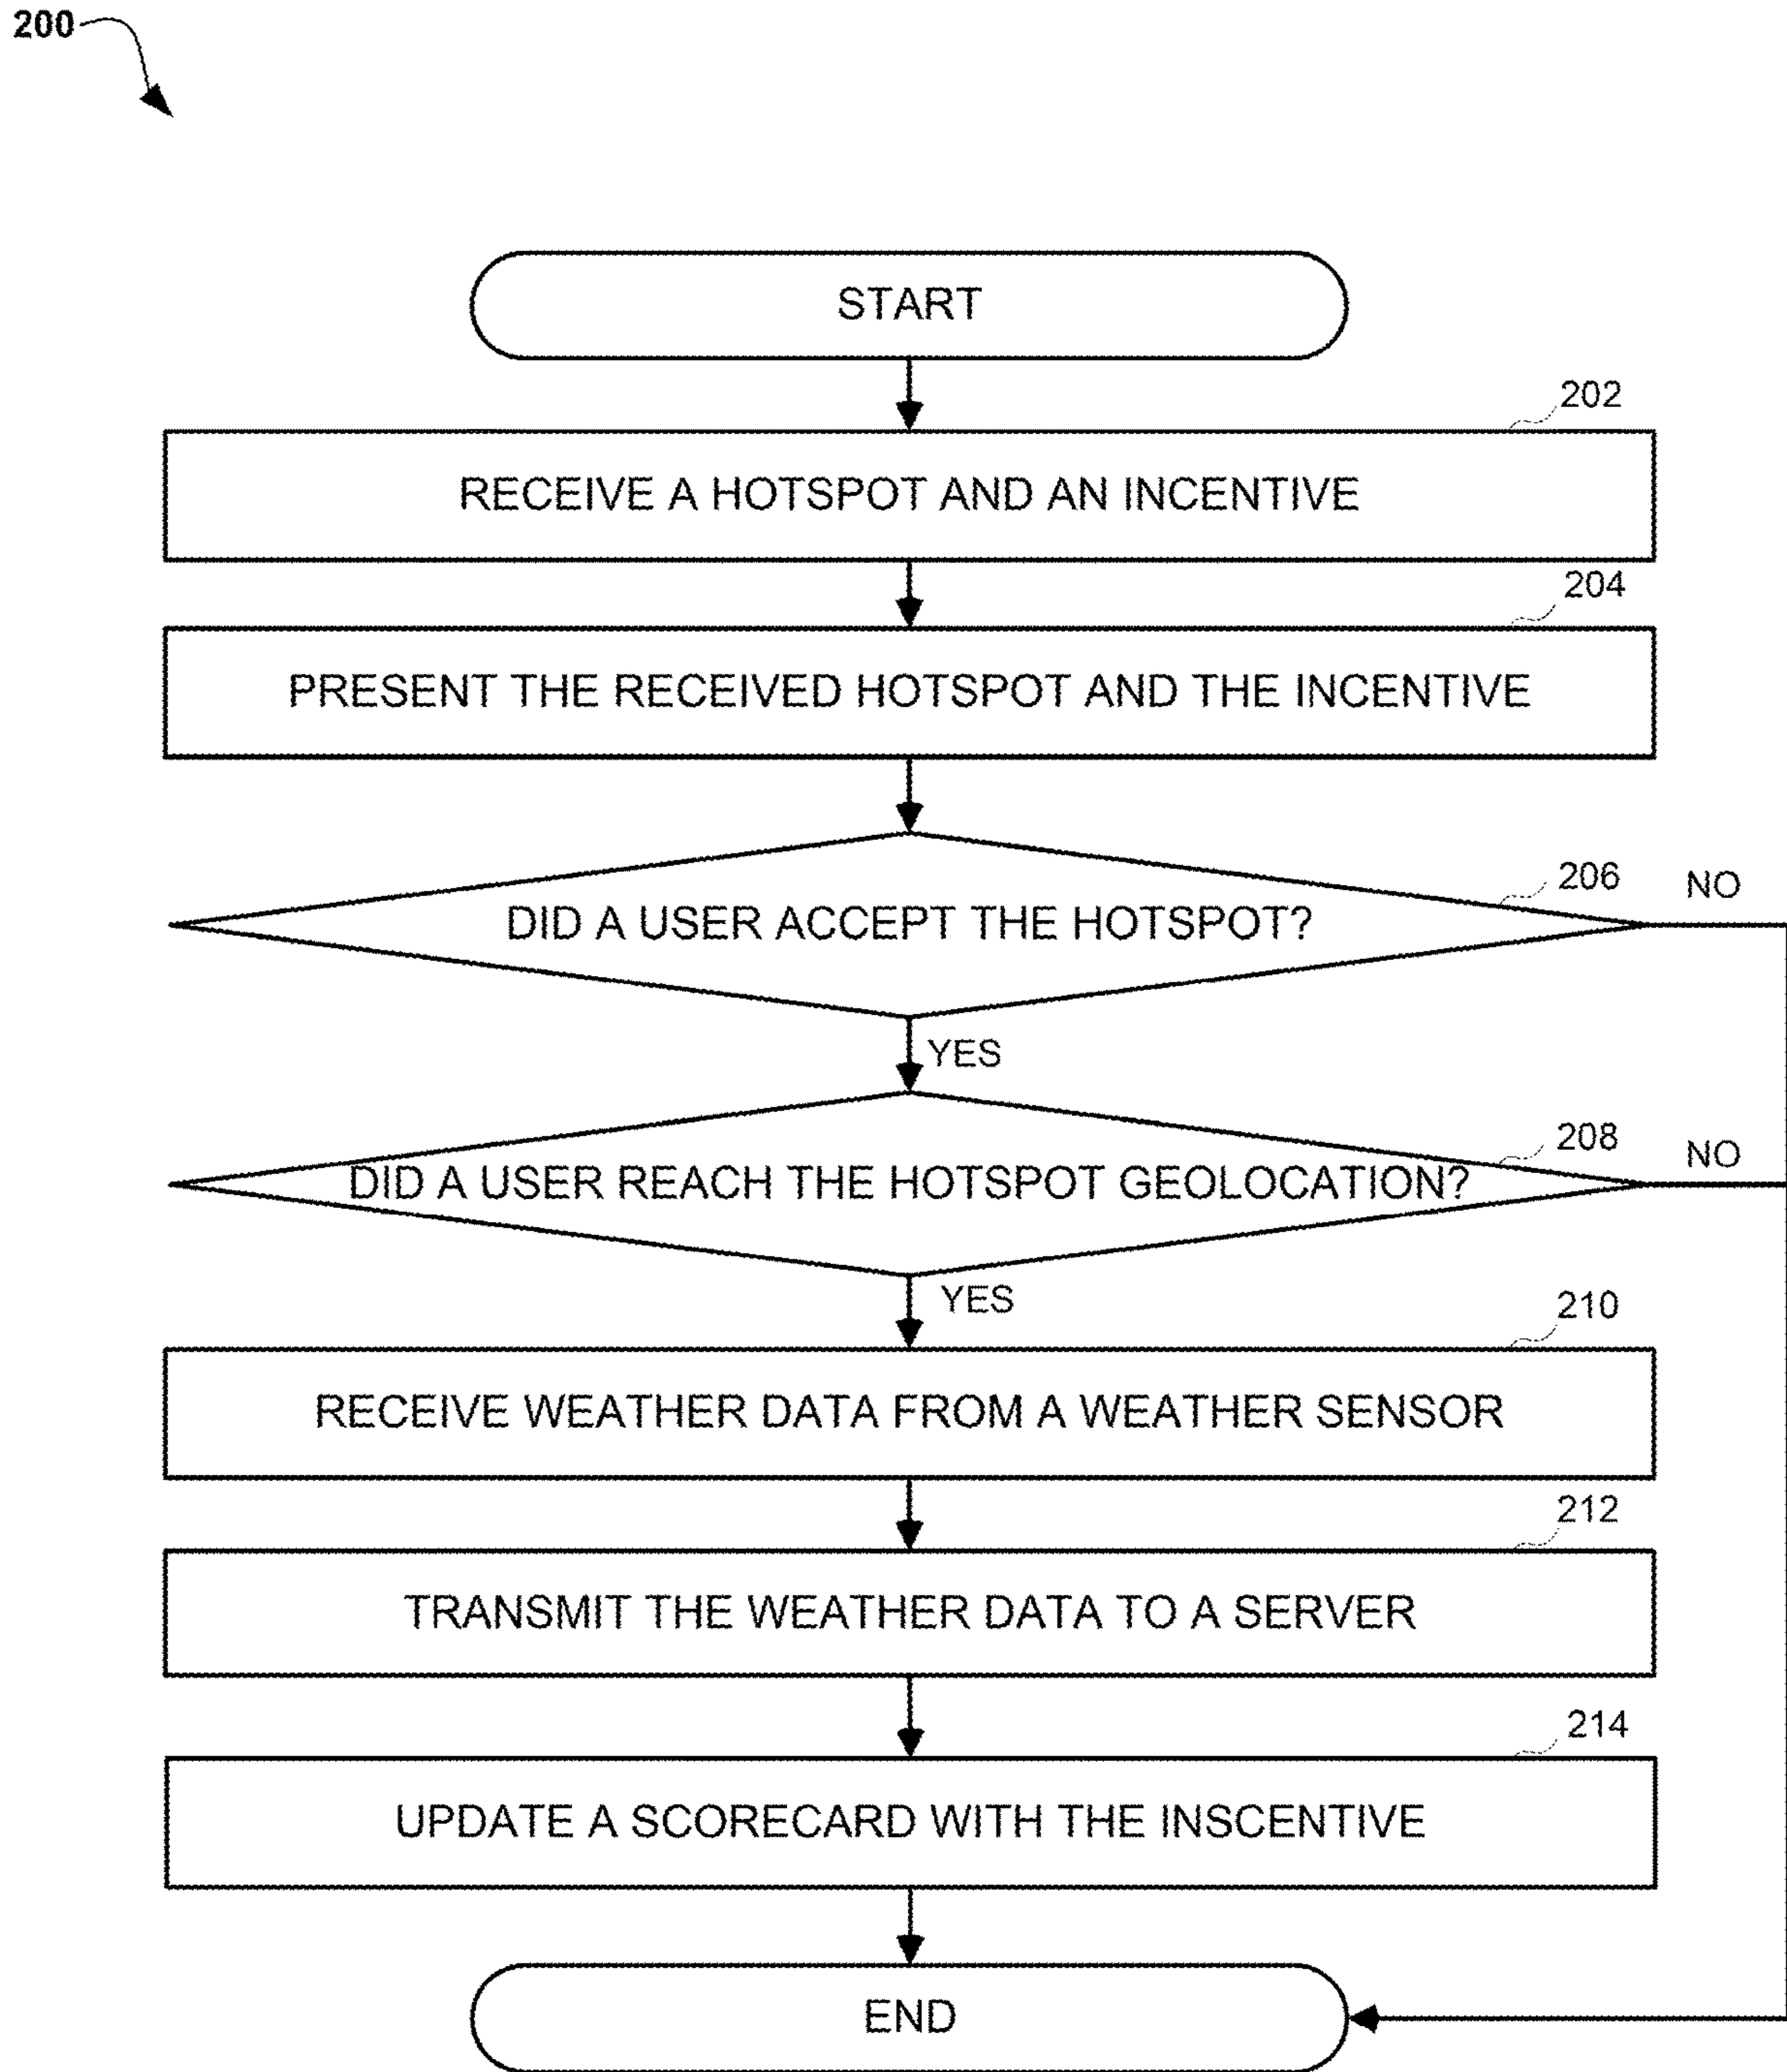 200
START
202
RECEIVE A HOTSPOT AND AN INCENTIVE
204
PRESENT THE RECEIVED HOTSPOT AND THE INCENTIVE
206
NO
DID A USER ACCEPT THE HOTSPOT?
YES
208
NO
DID A USER REACH THE HOTSPOT GEOLOCATION?
YES
210
RECEIVE WEATHER DATA FROM A WEATHER SENSOR
212
TRANSMIT THE WEATHER DATA TO A SERVER
214
UPDATE A SCORECARD WITH THE INSCENTIVE
END